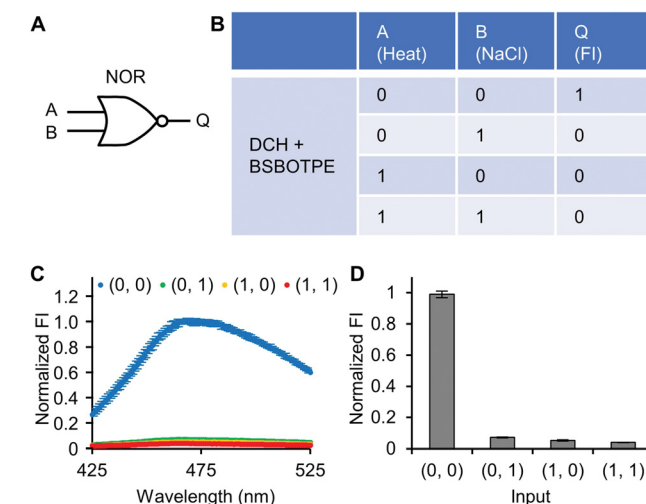 A
NOR
A
B
Q
B
A (Heat) B (NaCl) Q (FI)
DCH + BSBOTPE
0 0 1
0 1 0
1 0 0
1 1 0
C
(0, 0) (0, 1) (1, 0) (1, 1)
Normalized FI
1.2
1.0
0.8
0.6
0.4
0.2
0
425 475 525
Wavelength (nm)
D
Normalized FI
1
0.8
0.6
0.4
0.2
0
(0, 0) (0, 1) (1, 0) (1, 1)
Input